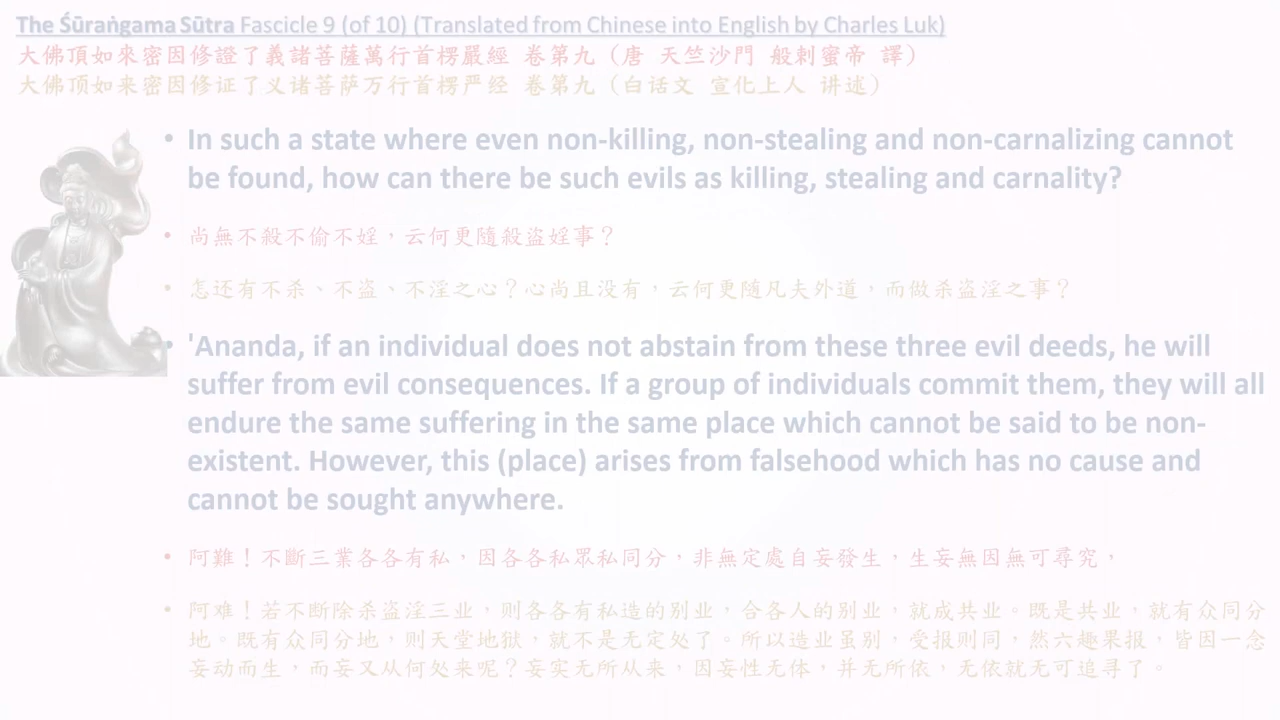 The Śūraṅgama Sūtra Fascicle 9 (of 10) (Translated from Chinese into English by Charles Luk)
大佛頂如來密因修證了義諸菩薩萬行首楞嚴經 卷第九（唐 天竺沙門 般剌蜜帝 譯）
大佛顶如来密因修证了义诸菩萨万行首楞严经 卷第九（白话文 宣化上人 讲述）
• In such a state where even non-killing, non-stealing and non-carnalizing cannot
be found, how can there be such evils as killing, stealing and carnality?
• 尚無不殺不偷不婬，云何更隨殺盜婬事？
• 怎还有不杀、不盗、不淫之心？心尚且没有，云何更随凡夫外道，而做杀盗淫之事？
• 'Ananda, if an individual does not abstain from these three evil deeds, he will
suffer from evil consequences. If a group of individuals commit them, they will all
endure the same suffering in the same place which cannot be said to be non-
existent. However, this (place) arises from falsehood which has no cause and
cannot be sought anywhere.
• 阿難！不斷三業各各有私，因各各私眾私同分，非無定處自妄發生，生妄無因無可尋究，
• 阿难！若不断除杀盗淫三业，则各各有私造的别业，合各人的别业，就成共业。既是共业，就有众同分
地。既有众同分地，则天堂地狱，就不是无定处了。所以造业虽别，受报则同，然六趣果报，皆因一念
妄动而生，而妄又从何处来呢？妄实无所从来，因妄性无体，并无所依，无依就无可追寻了。